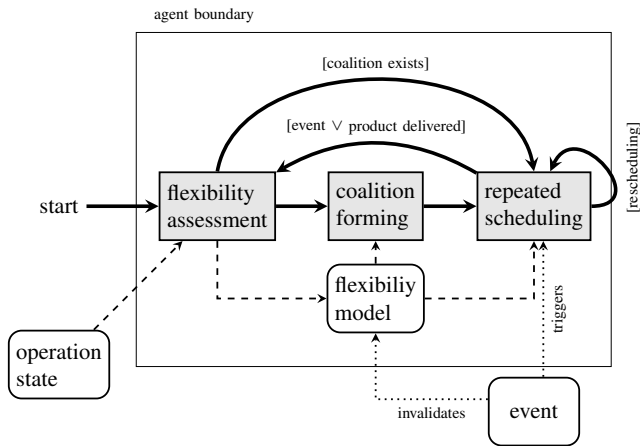 agent boundary
[coalition exists]
[event ∨ product delivered]
[rescheduling]
start
flexibility
assessment
coalition
forming
repeated
scheduling
flexibiliy
model
triggers
operation
state
invalidates
event